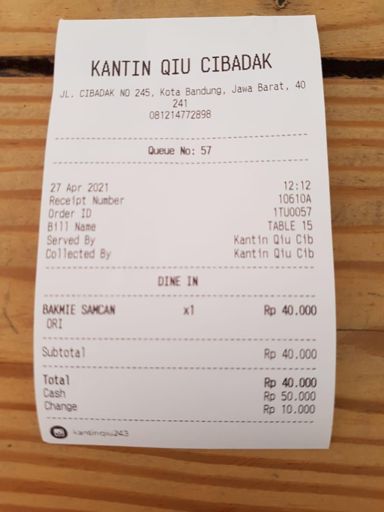 KANTIN QIU CIBADAK
JL. CIBADAK NO 245, Kota Bandung, Jawa Barat, 40
241
081214772898
Queue No: 57
27 Apr 2021 12:12
Receipt Number 10610A
Order ID 1TU0057
Bill Name TABLE 15
Served By Kantin Qiu Cib
Collected By Kantin Qiu Cib
DINE IN
BAKMIE SAMCAN x1 Rp 40.000
ORI
Subtotal Rp 40.000
Total Rp 40.000
Cash Rp 50.000
Change Rp 10.000
kantinqiu243